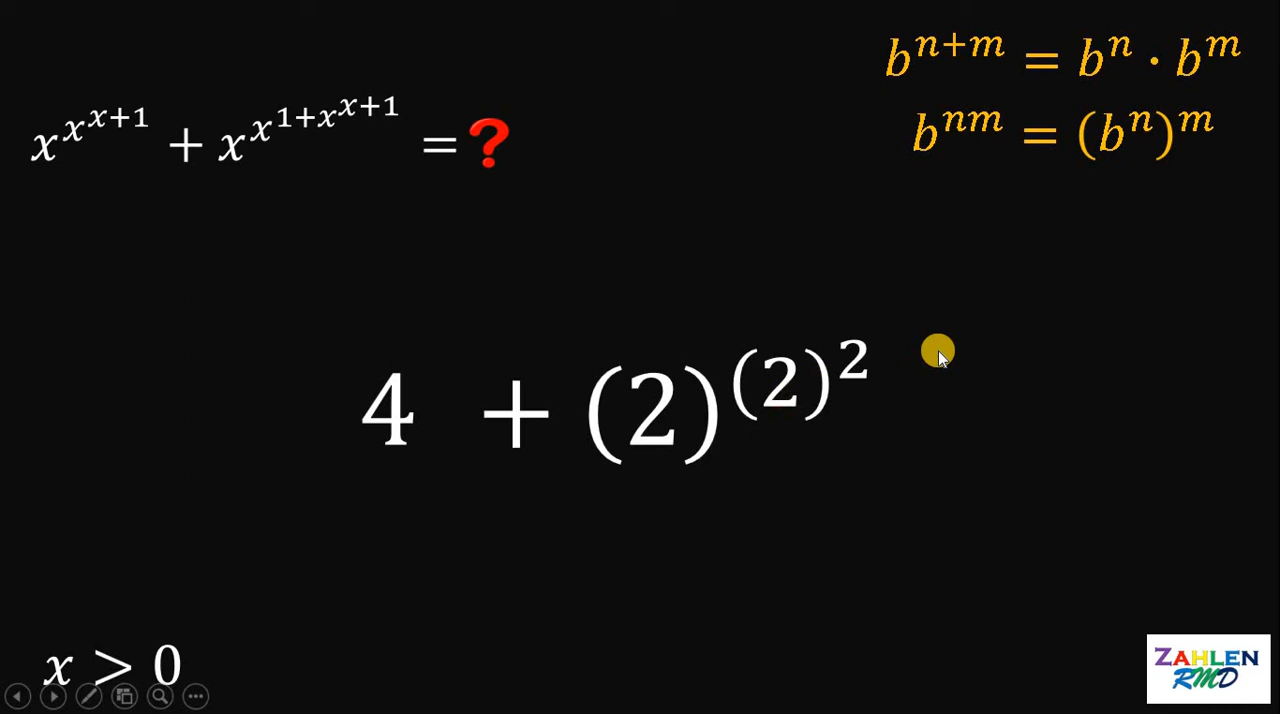 b^{n+m} = b^n · b^m
x^{x^{x+1}} + x^{x^{1+x^{x+1}}} = ?
b^{nm} = (b^n)^m
4 + (2)^{(2)^2}
x > 0
ZAHLEN
RMD